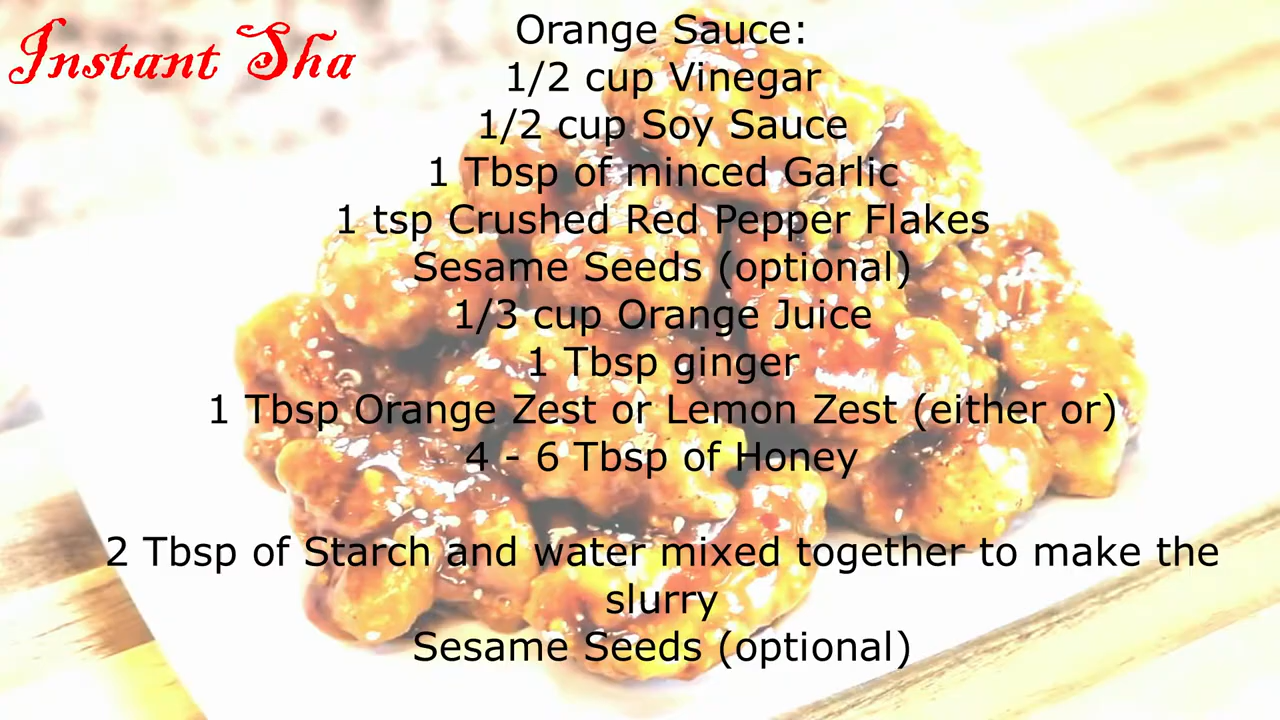 Instant Sha
Orange Sauce:
1/2 cup Vinegar
1/2 cup Soy Sauce
1 Tbsp of minced Garlic
1 tsp Crushed Red Pepper Flakes
Sesame Seeds (optional)
1/3 cup Orange Juice
1 Tbsp ginger
1 Tbsp Orange Zest or Lemon Zest (either or)
4 - 6 Tbsp of Honey
2 Tbsp of Starch and water mixed together to make the
slurry
Sesame Seeds (optional)